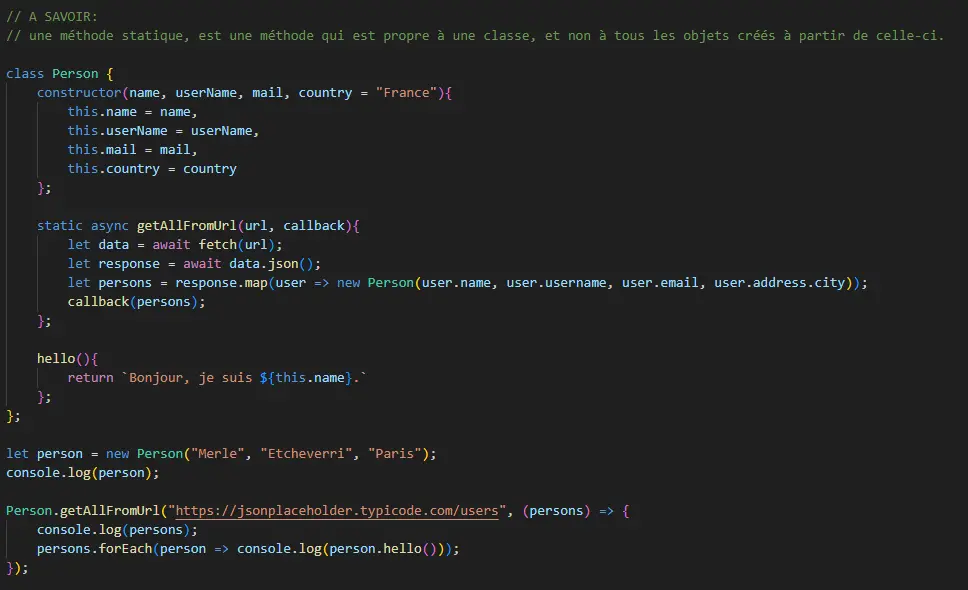 // A SAVOIR:
// une méthode statique, est une méthode qui est propre à une classe, et non à tous les objets créés à partir de celle-ci.

class Person {
    constructor(name, userName, mail, country = "France"){
        this.name = name,
        this.userName = userName,
        this.mail = mail,
        this.country = country
    };

    static async getAllFromUrl(url, callback){
        let data = await fetch(url);
        let response = await data.json();
        let persons = response.map(user => new Person(user.name, user.username, user.email, user.address.city));
        callback(persons);
    };

    hello(){
        return `Bonjour, je suis ${this.name}.`
    };
};

let person = new Person("Merle", "Etcheverri", "Paris");
console.log(person);

Person.getAllFromUrl("https://jsonplaceholder.typicode.com/users", (persons) => {
    console.log(persons);
    persons.forEach(person => console.log(person.hello()));
});